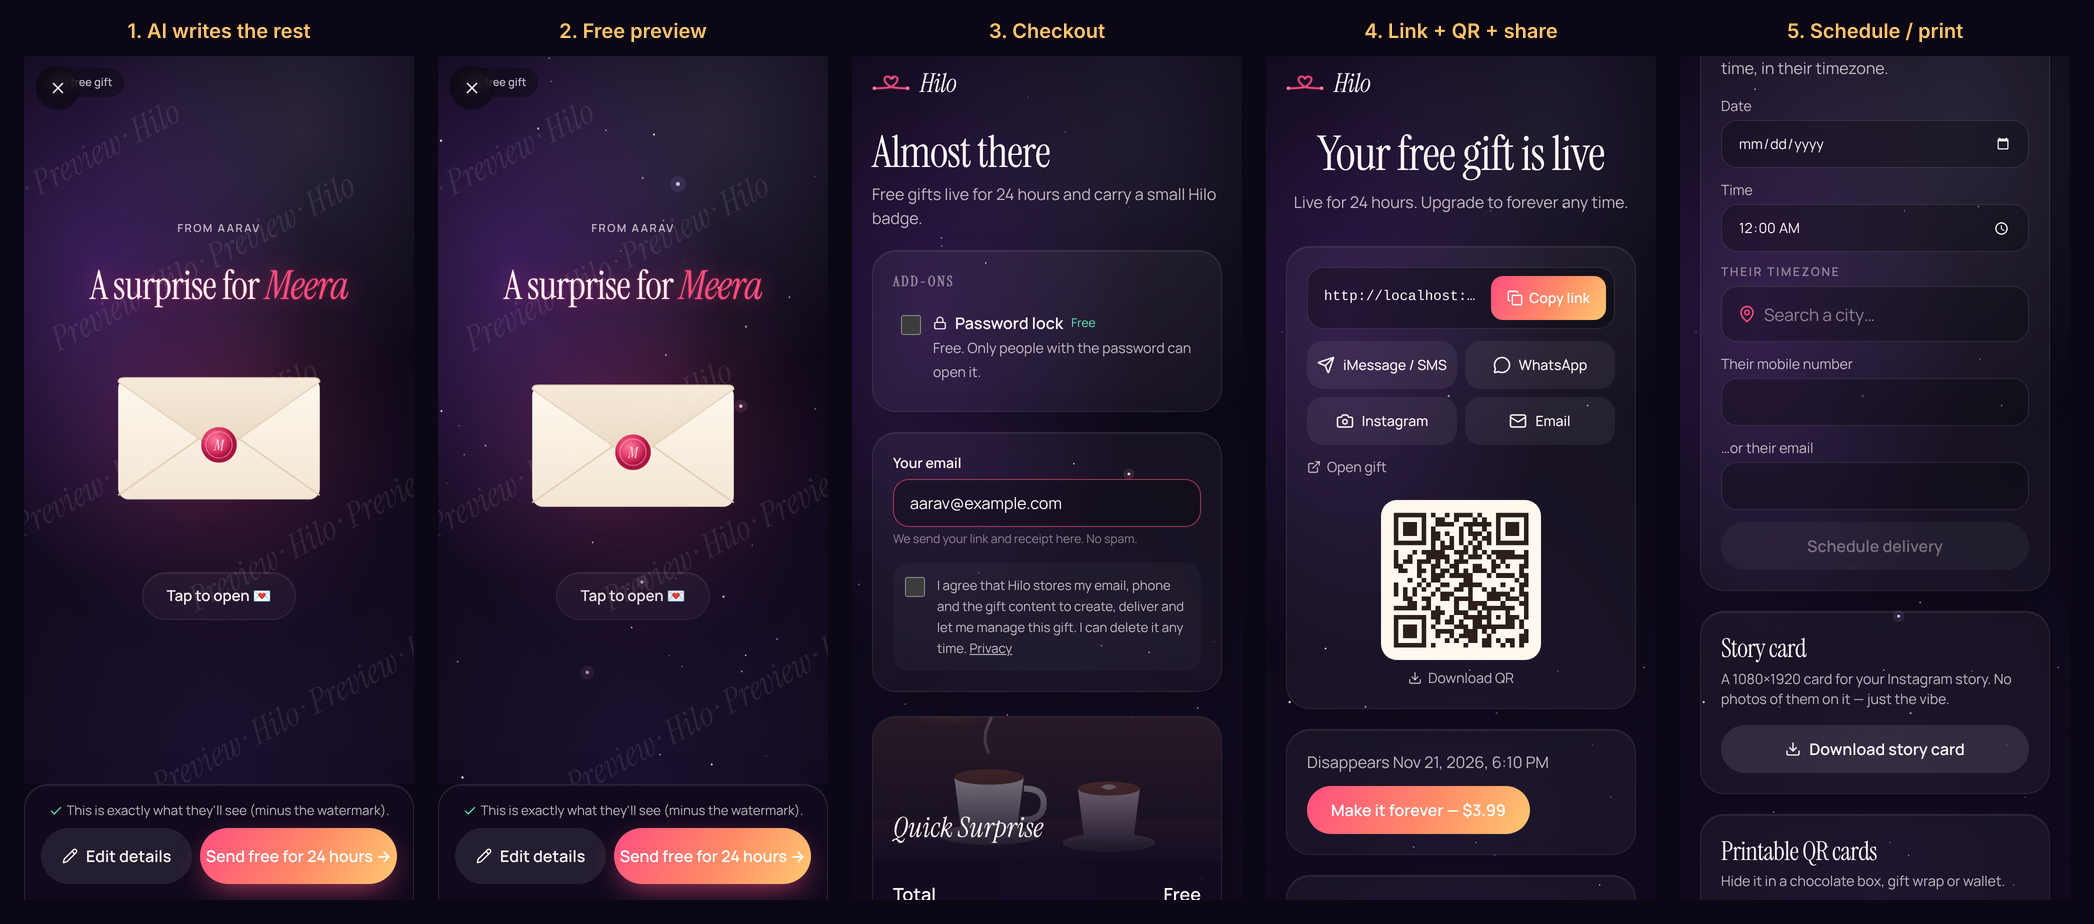 1. AI writes the rest
ree gift
Preview · Hilo
FROM AARAV
A surprise for Meera
M
Tap to open 💌
✓ This is exactly what they'll see (minus the watermark).
Edit details
Send free for 24 hours →
2. Free preview
ree gift
Preview · Hilo
FROM AARAV
A surprise for Meera
M
Tap to open 💌
✓ This is exactly what they'll see (minus the watermark).
Edit details
Send free for 24 hours →
3. Checkout
Hilo
Almost there
Free gifts live for 24 hours and carry a small Hilo
badge.
ADD-ONS
Password lock Free
Free. Only people with the password can
open it.
Your email
aarav@example.com
We send your link and receipt here. No spam.
I agree that Hilo stores my email, phone
and the gift content to create, deliver and
let me manage this gift. I can delete it any
time. Privacy
Quick Surprise
Total Free
4. Link + QR + share
Hilo
Your free gift is live
Live for 24 hours. Upgrade to forever any time.
http://localhost:…
Copy link
iMessage / SMS
WhatsApp
Instagram
Email
Open gift
Download QR
Disappears Nov 21, 2026, 6:10 PM
Make it forever — $3.99
5. Schedule / print
time, in their timezone.
Date
mm/dd/yyyy
Time
12:00 AM
THEIR TIMEZONE
Search a city…
Their mobile number
…or their email
Schedule delivery
Story card
A 1080×1920 card for your Instagram story. No
photos of them on it — just the vibe.
Download story card
Printable QR cards
Hide it in a chocolate box, gift wrap or wallet.